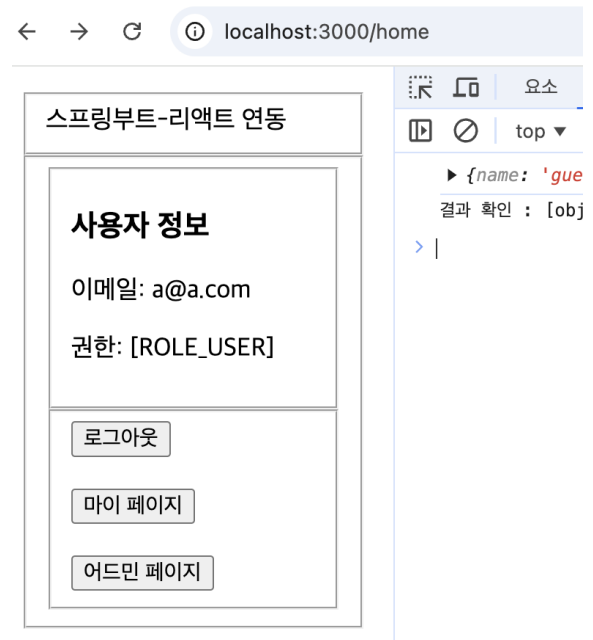 localhost:3000/home
요소
top
스프링부트-리액트 연동
{name: 'gue
결과 확인 : [obj
사용자 정보
이메일: a@a.com
권한: [ROLE_USER]
로그아웃
마이 페이지
어드민 페이지